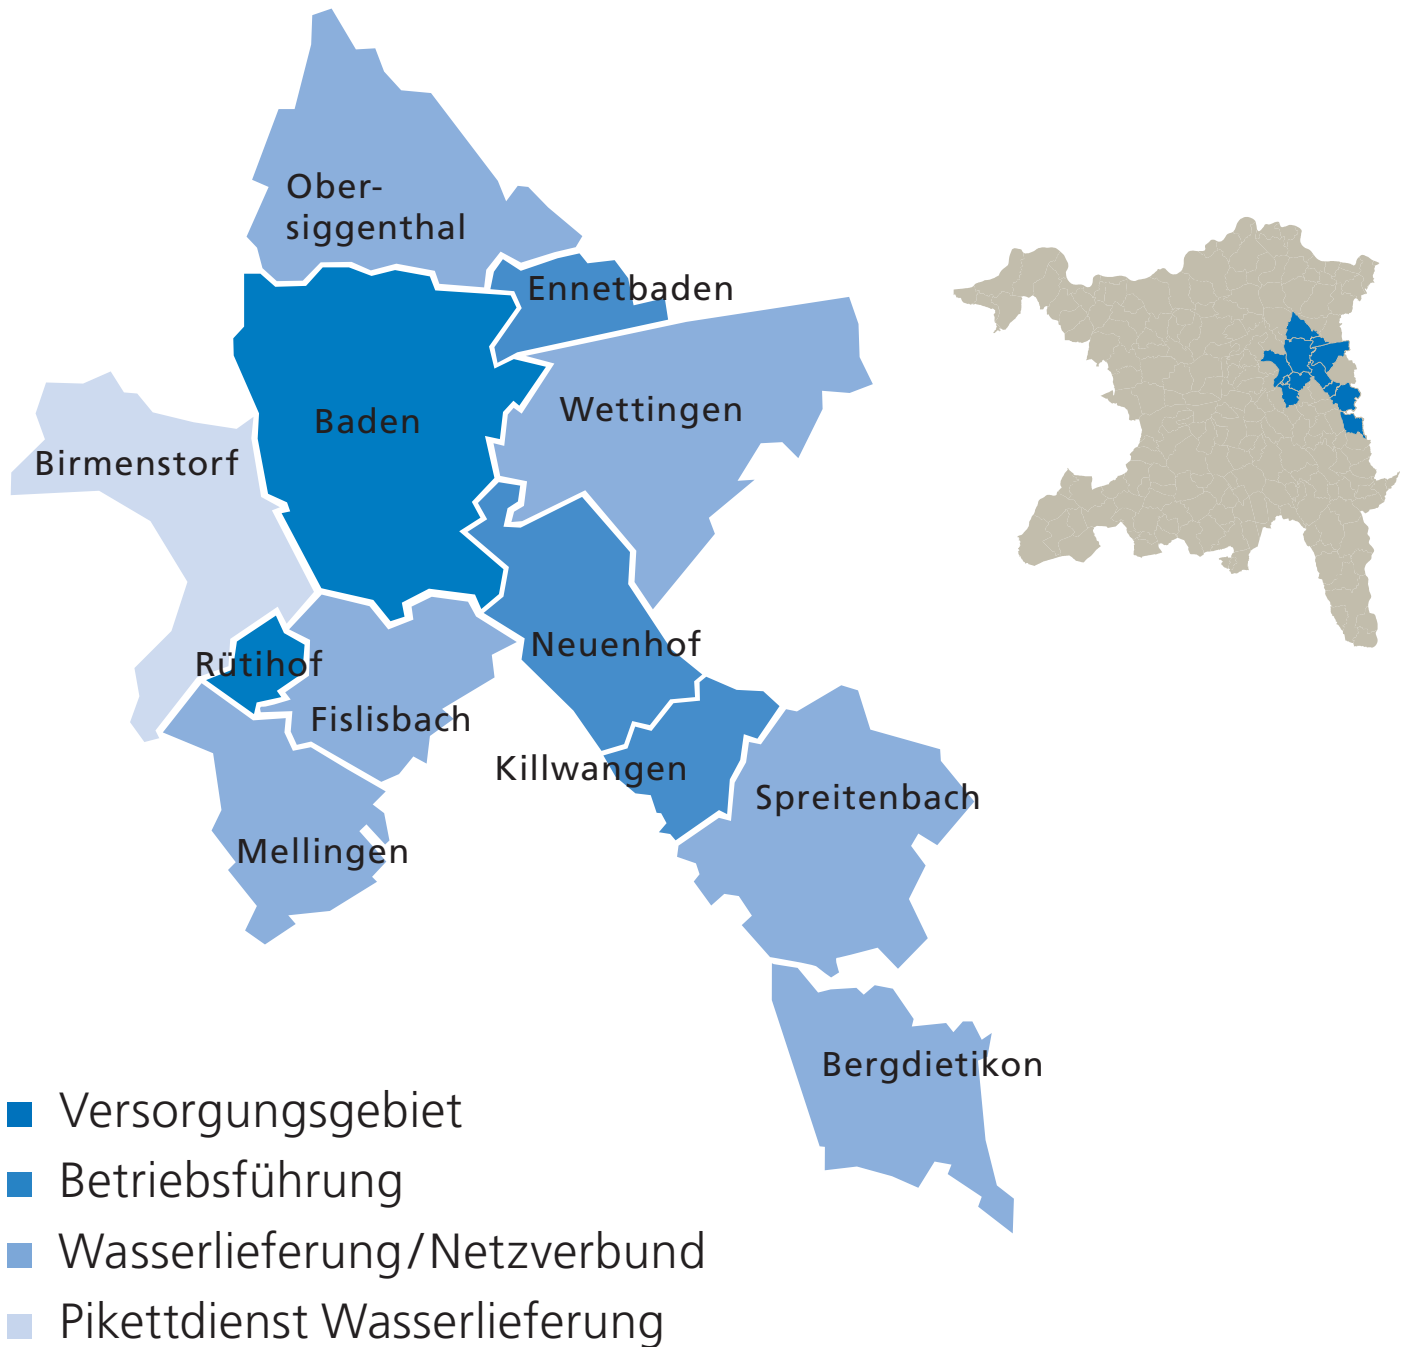 Ober-
siggenthal
Ennetbaden
Wettingen
Baden
Birmenstorf
Neuenhof
Rütihof
Fislisbach
Killwangen
Spreitenbach
Mellingen
Bergdietikon
Versorgungsgebiet
Betriebsführung
Wasserlieferung/Netzverbund
Pikettdienst Wasserlieferung